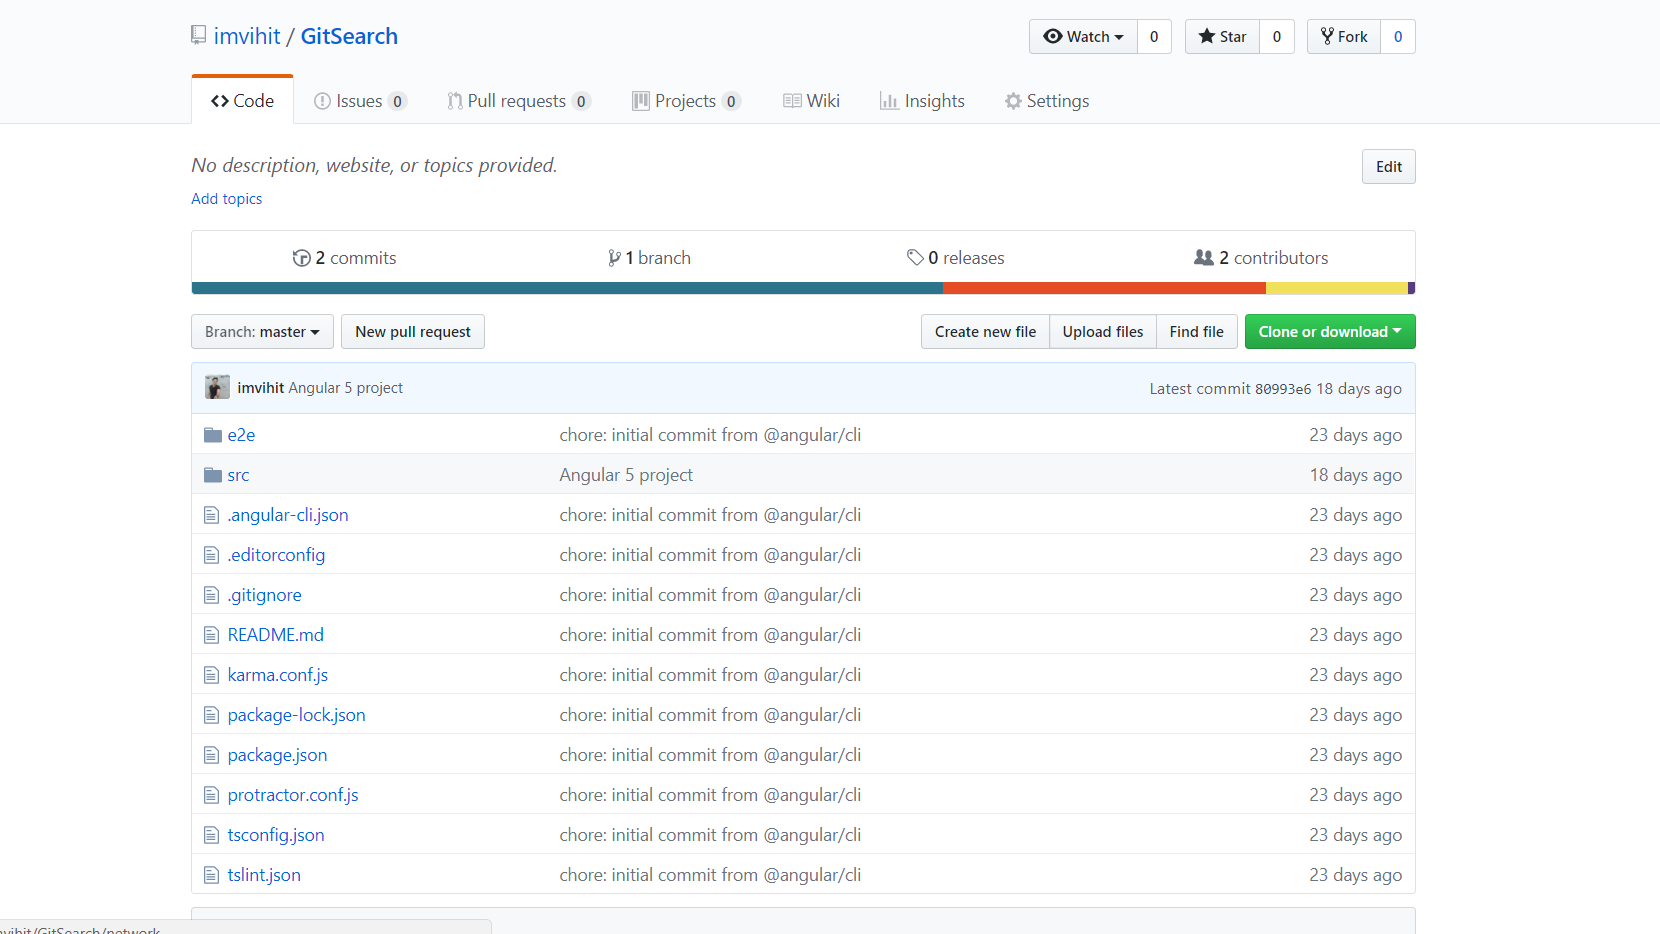 imvihit / GitSearch
Watch 0 Star 0 Fork 0
Code Issues 0 Pull requests 0 Projects 0 Wiki Insights Settings
No description, website, or topics provided. Edit
Add topics
2 commits 1 branch 0 releases 2 contributors
Branch: master New pull request Create new file Upload files Find file Clone or download
imvihit Angular 5 project Latest commit 80993e6 18 days ago
e2e chore: initial commit from @angular/cli 23 days ago
src Angular 5 project 18 days ago
.angular-cli.json chore: initial commit from @angular/cli 23 days ago
.editorconfig chore: initial commit from @angular/cli 23 days ago
.gitignore chore: initial commit from @angular/cli 23 days ago
README.md chore: initial commit from @angular/cli 23 days ago
karma.conf.js chore: initial commit from @angular/cli 23 days ago
package-lock.json chore: initial commit from @angular/cli 23 days ago
package.json chore: initial commit from @angular/cli 23 days ago
protractor.conf.js chore: initial commit from @angular/cli 23 days ago
tsconfig.json chore: initial commit from @angular/cli 23 days ago
tslint.json chore: initial commit from @angular/cli 23 days ago
vihit/GitSearch/network